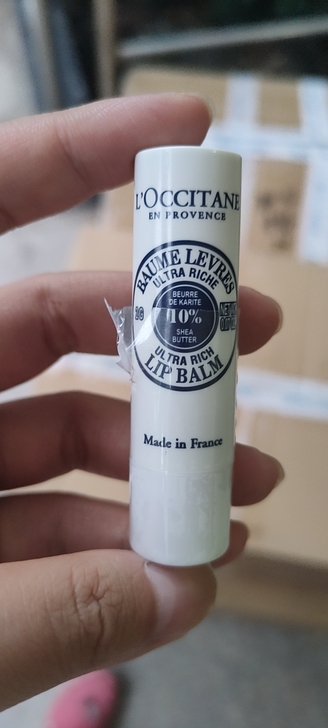 L'OCCITANE
EN PROVENCE
BAUME LEVRES
ULTRA RICHE
BEURRE
DE KARITE
10%
SHEA
BUTTER
ULTRA RICH
LIP BALM
Made in France